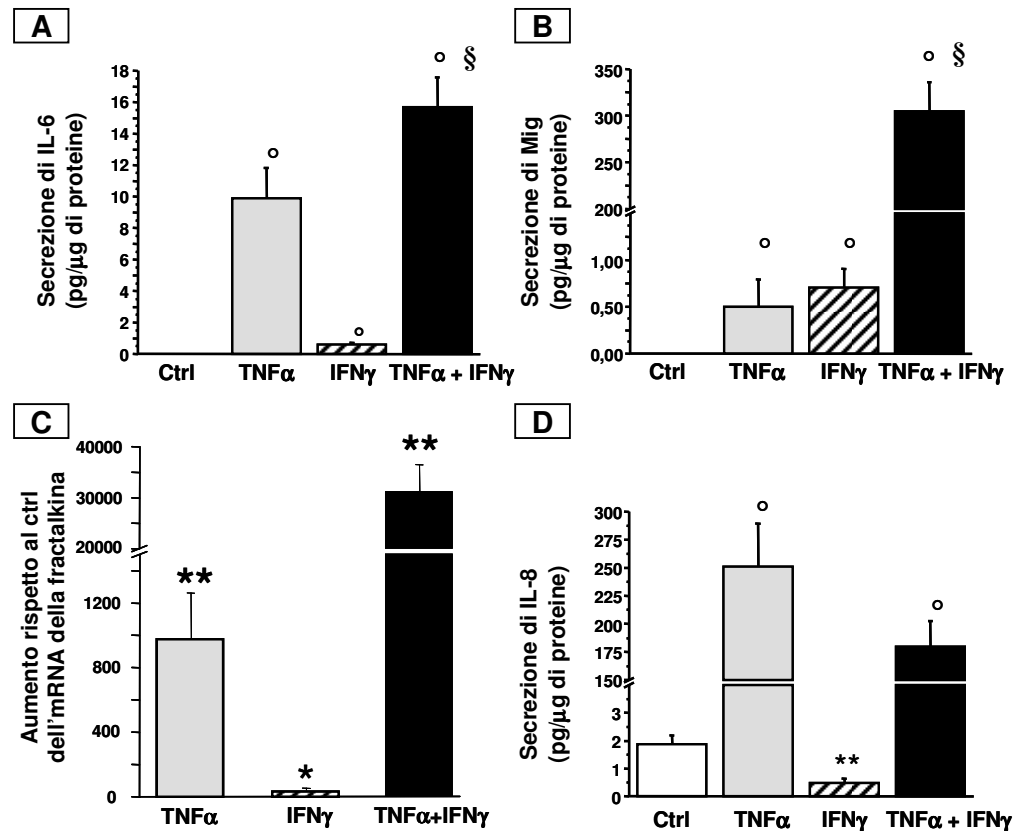 A
Secrezione di IL-6
(pg/µg di proteine)
18
16
14
12
10
8
6
4
2
0
° § 
°
°
Ctrl TNFα IFNγ TNFα + IFNγ
B
Secrezione di Mig
(pg/µg di proteine)
350
300
250
200
1,00
0,50
0,00
° §
° °
Ctrl TNFα IFNγ TNFα + IFNγ
C
Aumento rispetto al ctrl
dell'mRNA della fractalkina
40000
30000
20000
1200
800
400
0
**
**
*
TNFα IFNγ TNFα+IFNγ
D
Secrezione di IL-8
(pg/µg di proteine)
300
275
250
225
200
175
150
3
2
1
0
°
°
**
Ctrl TNFα IFNγ TNFα + IFNγ